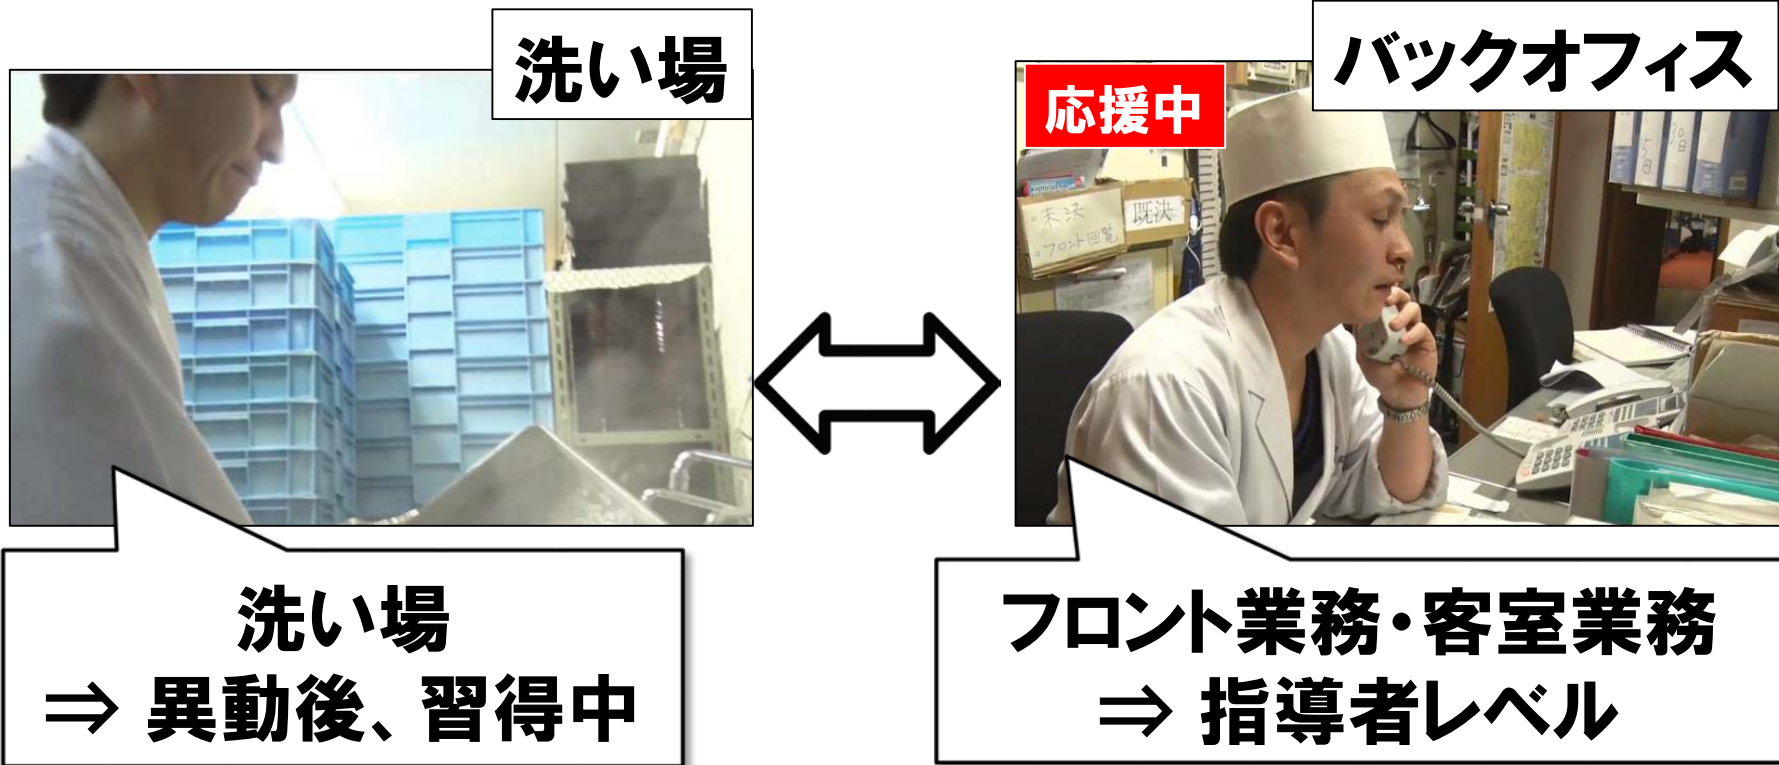 洗い場
バックオフィス
応援中
未決
・フロント回覧
既決
洗い場
⇒ 異動後、習得中
フロント業務・客室業務
⇒ 指導者レベル